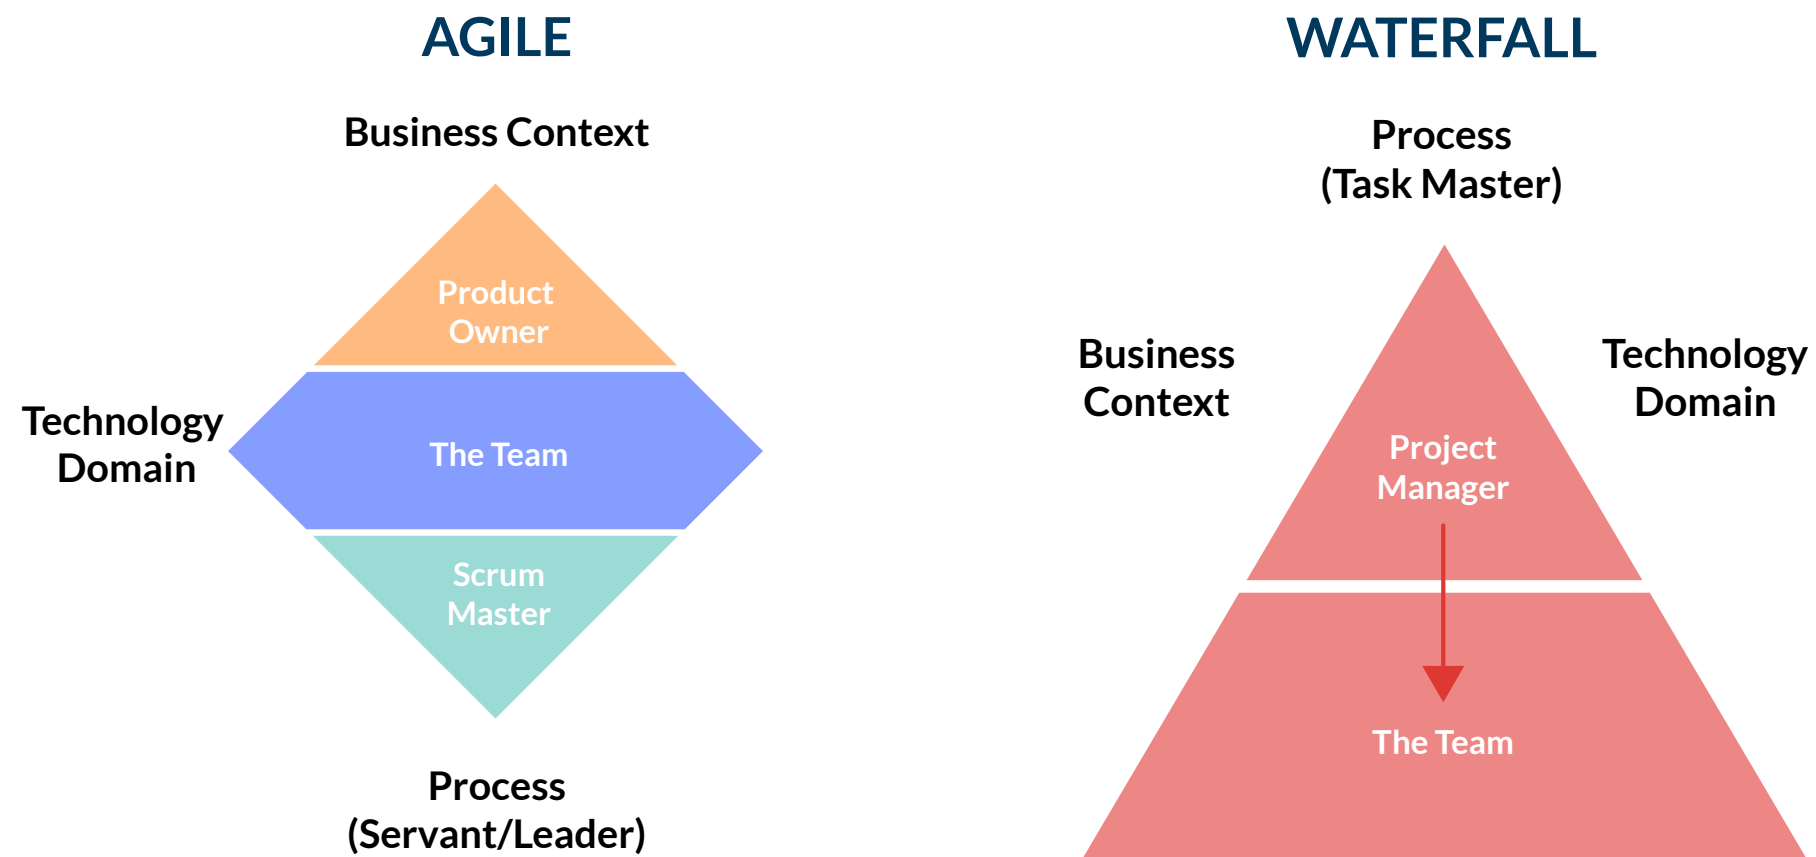 AGILE
Business Context
Product
Owner
Technology
Domain
The Team
Scrum
Master
Process
(Servant/Leader)
WATERFALL
Process
(Task Master)
Business
Context
Technology
Domain
Project
Manager
The Team